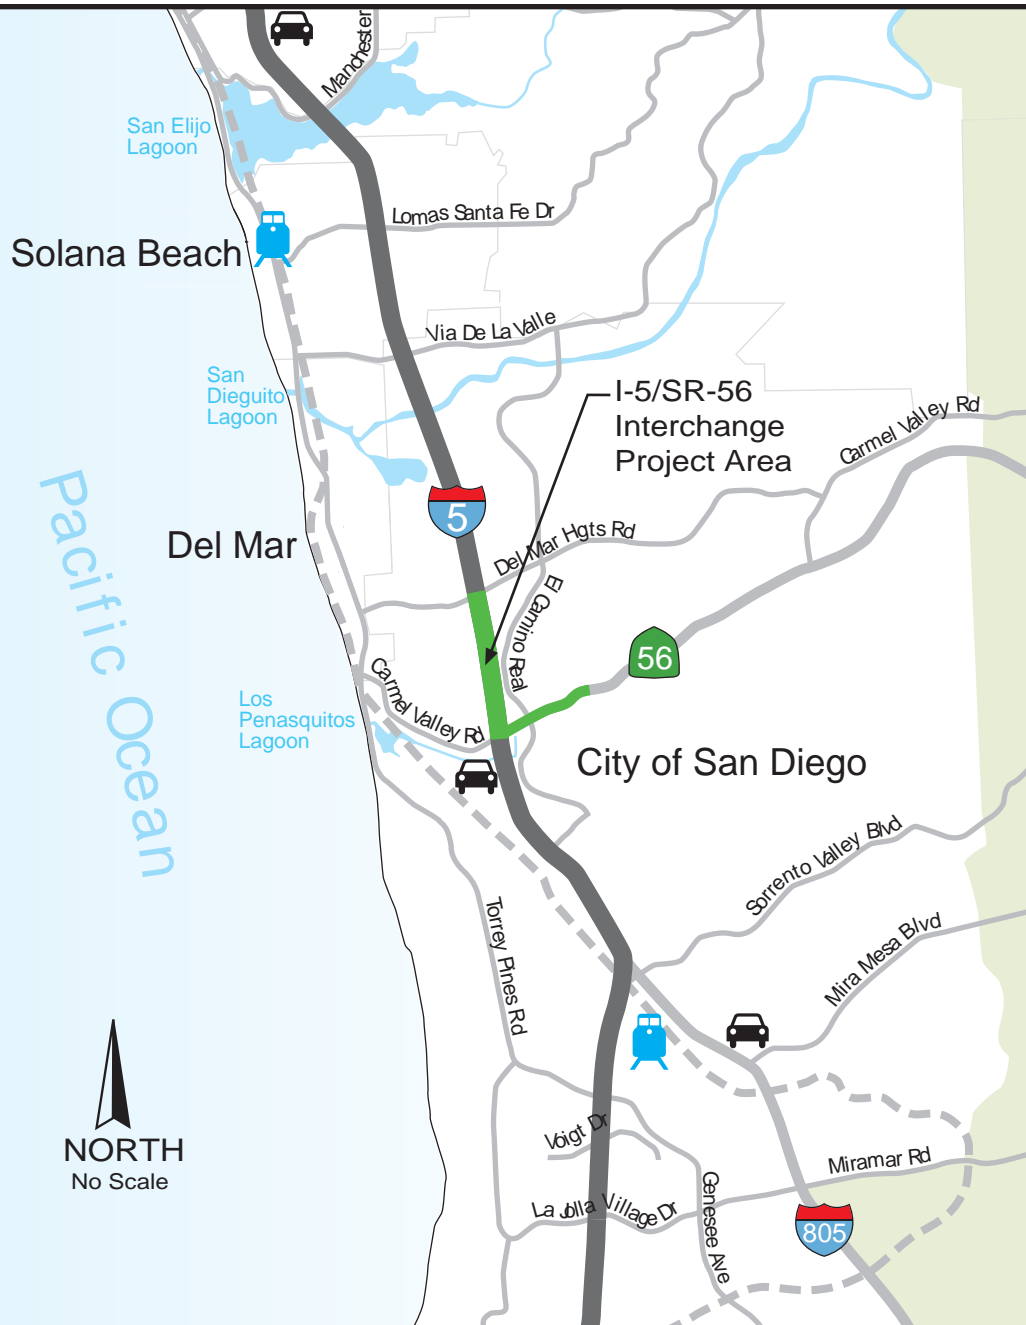 Manchester
San Elijo
Lagoon
Lomas Santa Fe Dr
Solana Beach
Via De La Valle
San
Dieguito
Lagoon
I-5/SR-56
Interchange
Project Area
Carmel Valley Rd
Pacific Ocean
5
Del Mar
Del Mar Hgts Rd
El Camino Real
56
Carmel Valley Rd
Los
Penasquitos
Lagoon
City of San Diego
Sorrento Valley Blvd
Torrey Pines Rd
Mira Mesa Blvd
NORTH
No Scale
Voigt Dr
Miramar Rd
La Jolla Village Dr
Genesee Ave
805